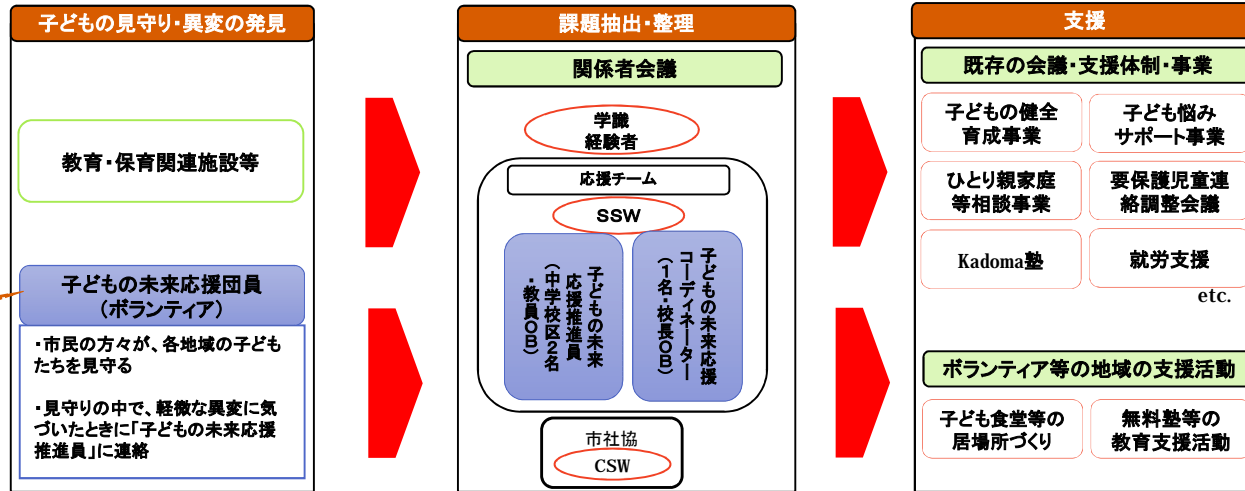 子どもの見守り・異変の発見
教育・保育関連施設等
子どもの未来応援団員
(ボランティア)
・市民の方々が、各地域の子ども
たちを見守る
・見守りの中で、軽微な異変に気
づいたときに「子どもの未来応援
推進員」に連絡
課題抽出・整理
関係者会議
学識
経験者
応援チーム
SSW
子どもの未来
応援推進員
(中学校区2名
・教員OB)
子どもの未来応援
コーディネーター
(1名・校長OB)
市社協
CSW
支援
既存の会議・支援体制・事業
子どもの健全
育成事業
子ども悩み
サポート事業
ひとり親家庭
等相談事業
要保護児童連
絡調整会議
Kadoma塾
就労支援
etc.
ボランティア等の地域の支援活動
子ども食堂等の
居場所づくり
無料塾等の
教育支援活動